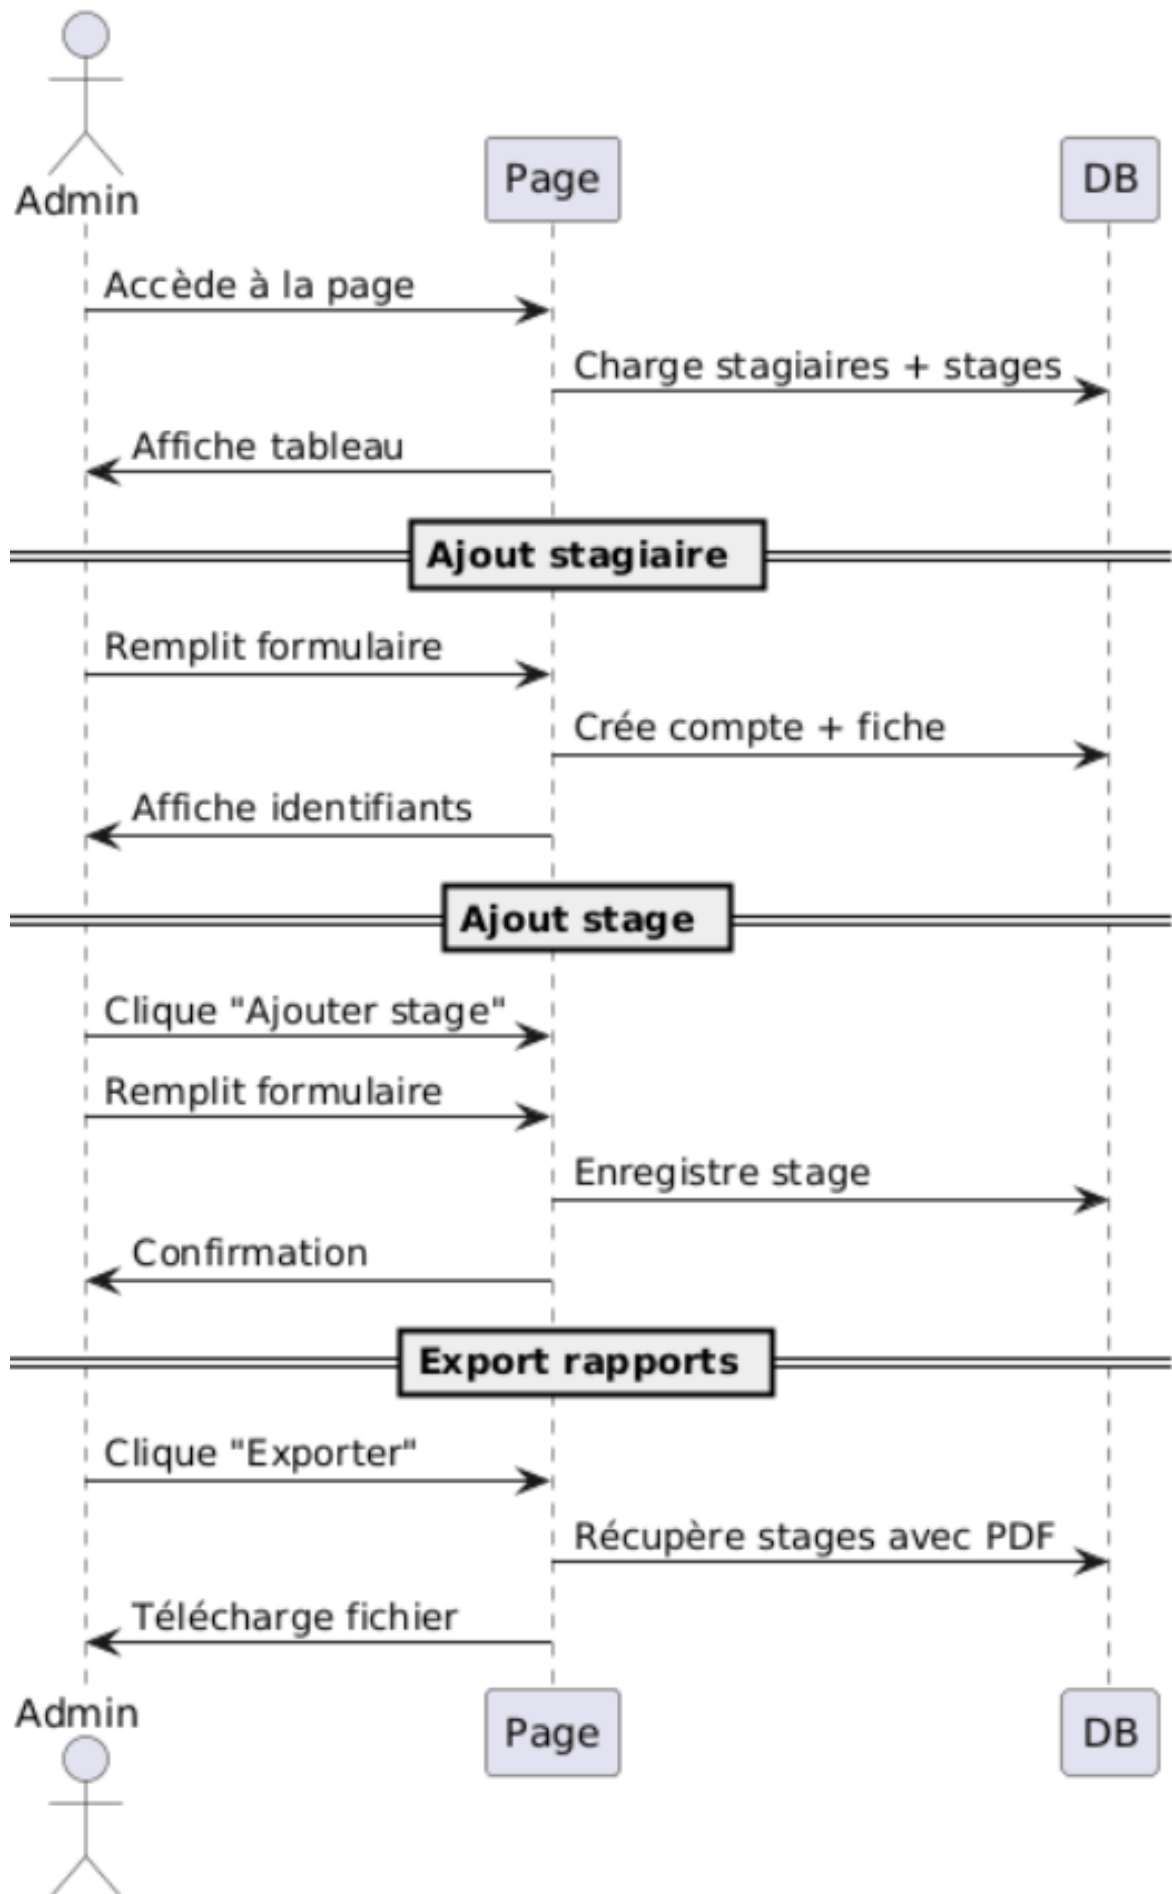 Admin
Page
DB
Accède à la page
Charge stagiaires + stages
Affiche tableau
Ajout stagiaire
Remplit formulaire
Crée compte + fiche
Affiche identifiants
Ajout stage
Clique "Ajouter stage"
Remplit formulaire
Enregistre stage
Confirmation
Export rapports
Clique "Exporter"
Récupère stages avec PDF
Télécharge fichier
Admin
Page
DB